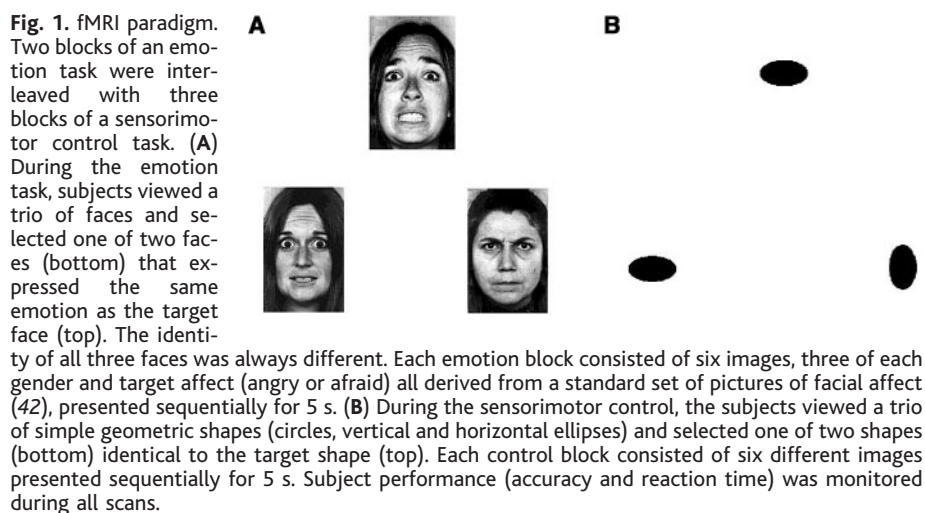 Fig. 1. fMRI paradigm.
Two blocks of an emo-
tion task were inter-
leaved with three
blocks of a sensorimo-
tor control task. (A)
During the emotion
task, subjects viewed a
trio of faces and se-
lected one of two fac-
es (bottom) that ex-
pressed the same
emotion as the target
face (top). The identi-
ty of all three faces was always different. Each emotion block consisted of six images, three of each
gender and target affect (angry or afraid) all derived from a standard set of pictures of facial affect
(42), presented sequentially for 5 s. (B) During the sensorimotor control, the subjects viewed a trio
of simple geometric shapes (circles, vertical and horizontal ellipses) and selected one of two shapes
(bottom) identical to the target shape (top). Each control block consisted of six different images
presented sequentially for 5 s. Subject performance (accuracy and reaction time) was monitored
during all scans.
A
B